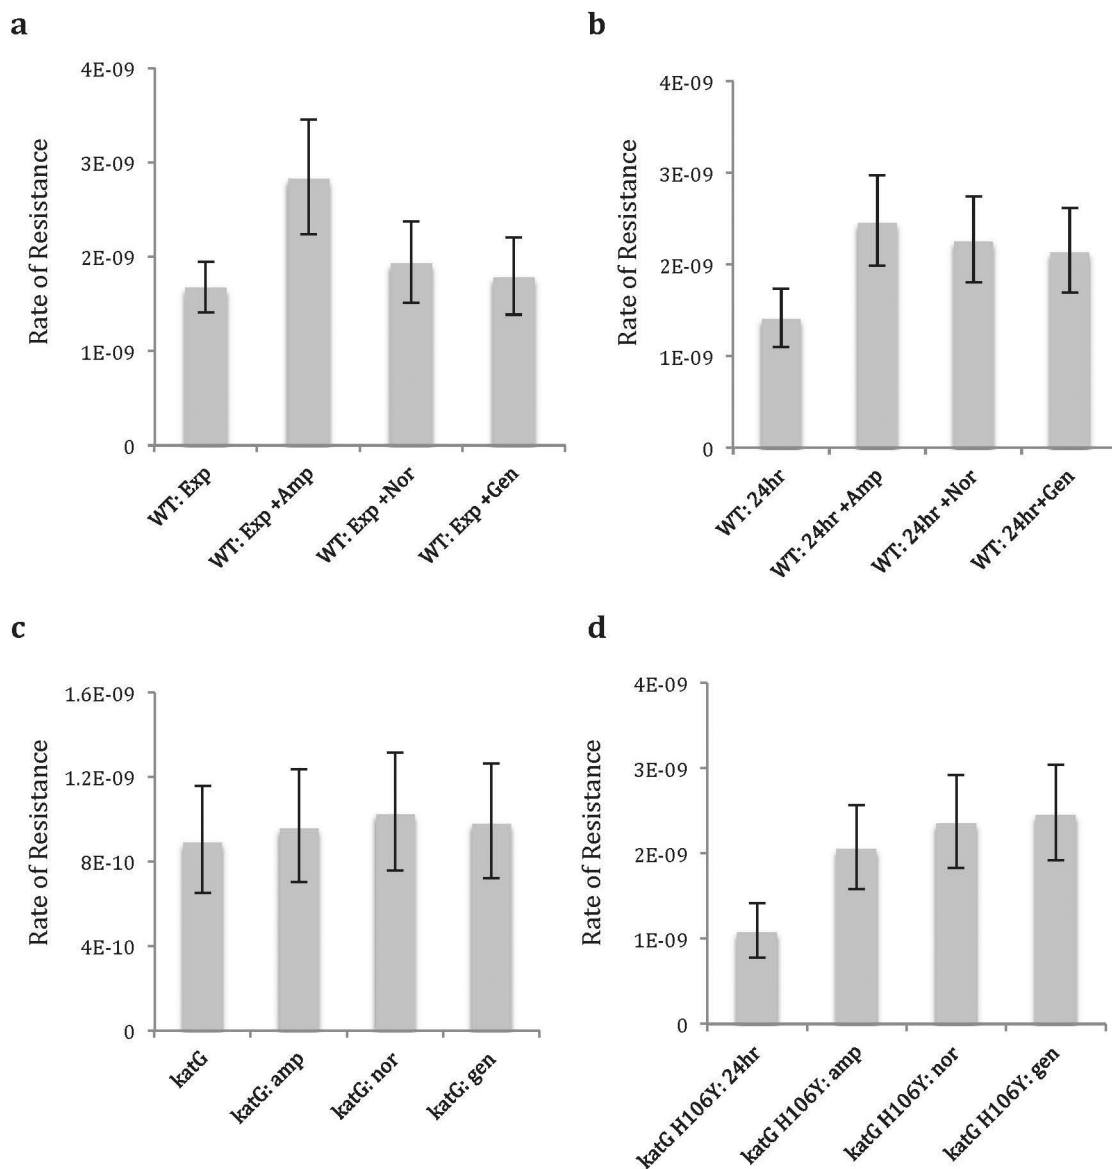 a
4E-09
3E-09
2E-09
1E-09
0
Rate of Resistance
WT: Exp
WT: Exp +Amp
WT: Exp +Nor
WT: Exp +Gen
b
4E-09
3E-09
2E-09
1E-09
0
Rate of Resistance
WT: 24hr
WT: 24hr +Amp
WT: 24hr +Nor
WT: 24hr+Gen
c
1.6E-09
1.2E-09
8E-10
4E-10
0
Rate of Resistance
katG
katG: amp
katG: nor
katG: gen
d
4E-09
3E-09
2E-09
1E-09
0
Rate of Resistance
katG H106Y: 24hr
katG H106Y: amp
katG H106Y: nor
katG H106Y: gen